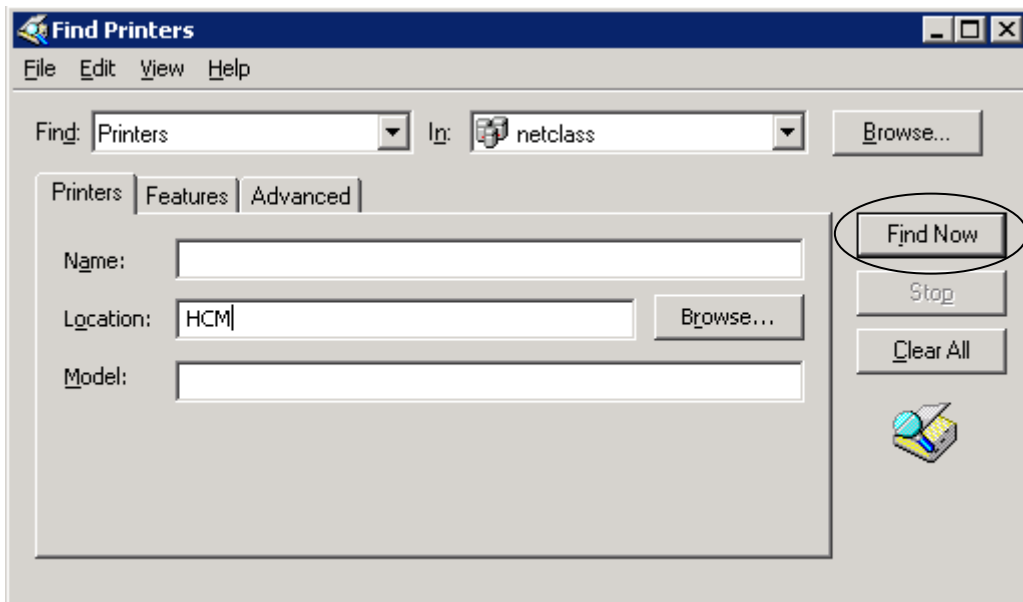 Find Printers
File Edit View Help
Find: Printers In: netclass Browse...
Printers Features Advanced
Name:
Find Now
Location: HCM Browse...
Stop
Model:
Clear All